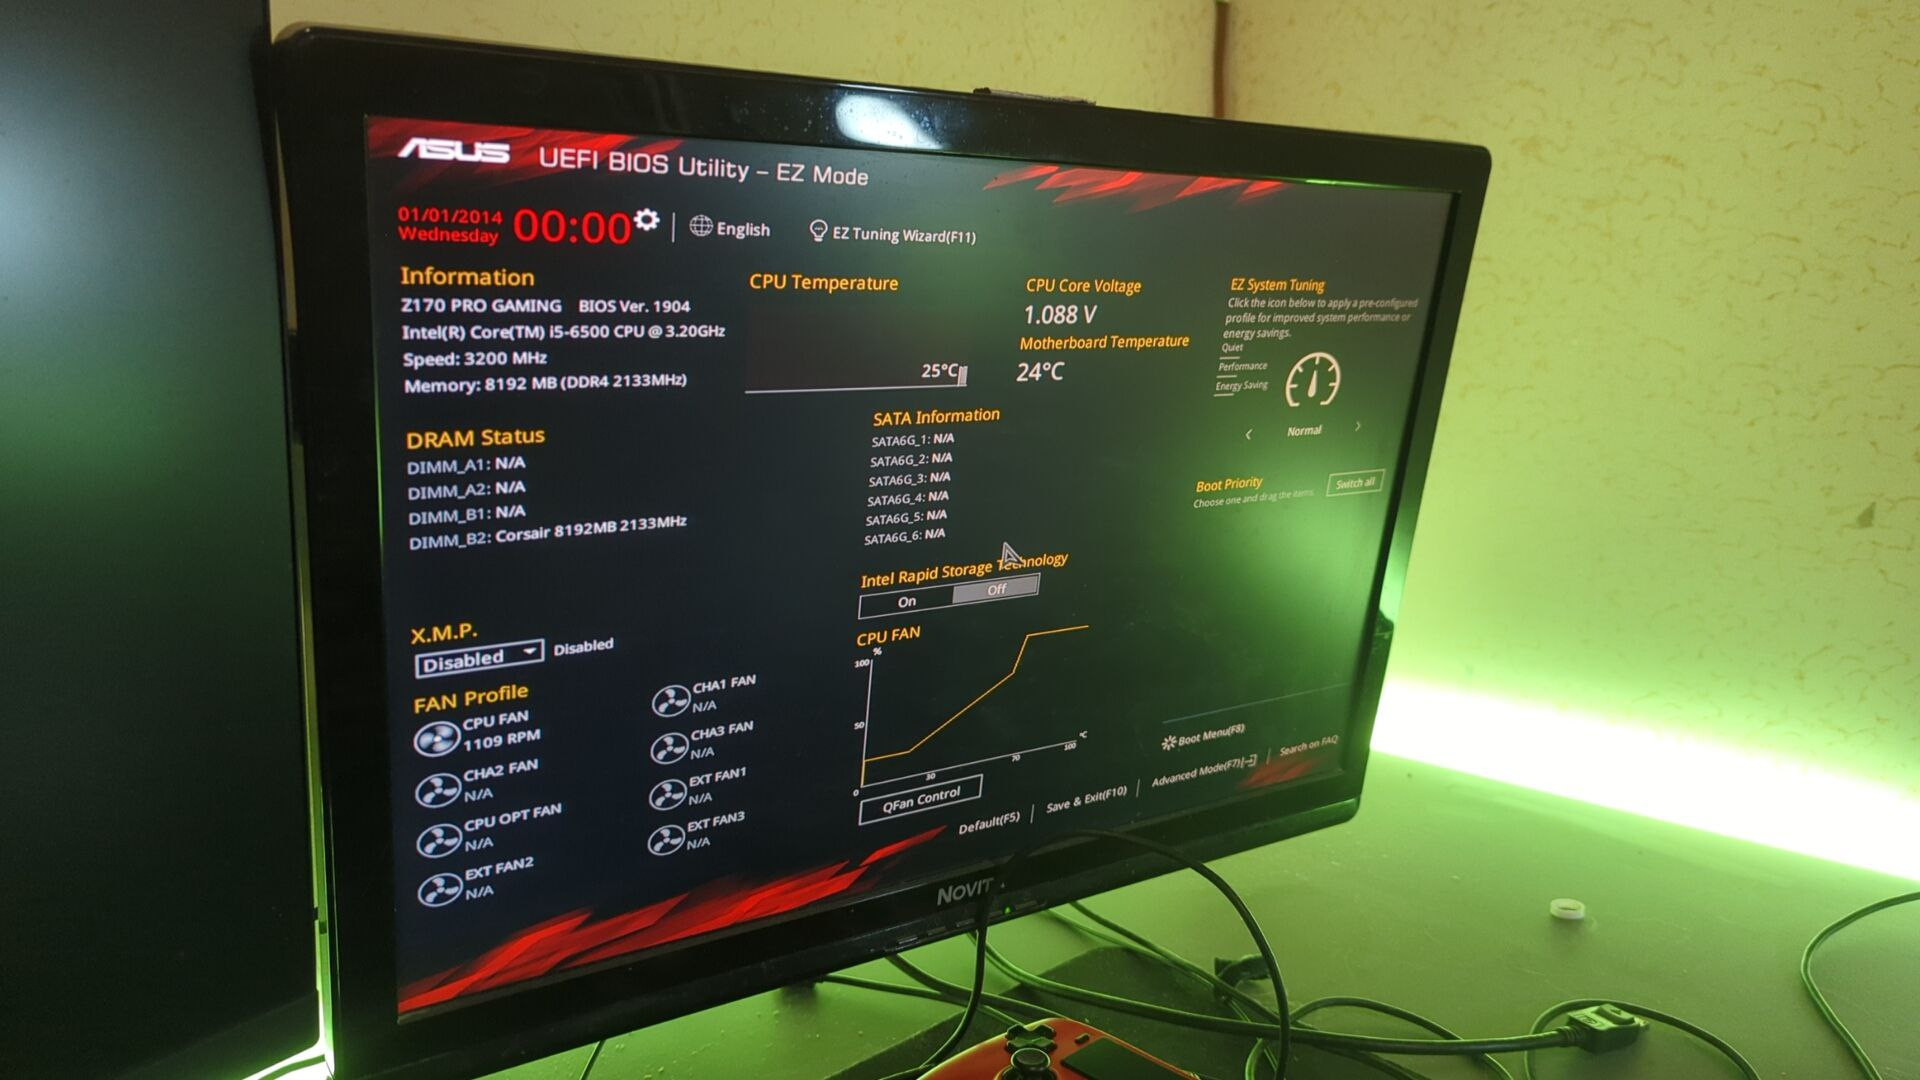 ASUS UEFI BIOS Utility – EZ Mode
01/01/2014
Wednesday
00:00
English
EZ Tuning Wizard(F11)
Information
Z170 PRO GAMING BIOS Ver. 1904
Intel(R) Core(TM) i5-6500 CPU @ 3.20GHz
Speed: 3200 MHz
Memory: 8192 MB (DDR4 2133MHz)
CPU Temperature
25°C
CPU Core Voltage
1.088 V
Motherboard Temperature
24°C
EZ System Tuning
Click the icon below to apply a pre-configured
profile for improved system performance or
energy savings.
Quiet
Performance
Energy Saving
Normal
DRAM Status
DIMM_A1: N/A
DIMM_A2: N/A
DIMM_B1: N/A
DIMM_B2: Corsair 8192MB 2133MHz
SATA Information
SATA6G_1: N/A
SATA6G_2: N/A
SATA6G_3: N/A
SATA6G_4: N/A
SATA6G_5: N/A
SATA6G_6: N/A
Boot Priority
Choose one and drag the items.
Switch all
Intel Rapid Storage Technology
On
Off
X.M.P.
Disabled
Disabled
FAN Profile
CPU FAN
1109 RPM
CHA1 FAN
N/A
CHA2 FAN
N/A
CHA3 FAN
N/A
CPU OPT FAN
N/A
EXT FAN1
N/A
EXT FAN2
N/A
EXT FAN3
N/A
CPU FAN
%
100
50
0
30
70
100
°C
QFan Control
Boot Menu(F8)
Default(F5)
Save & Exit(F10)
Advanced Mode(F7)
Search on FAQ
NOVIT